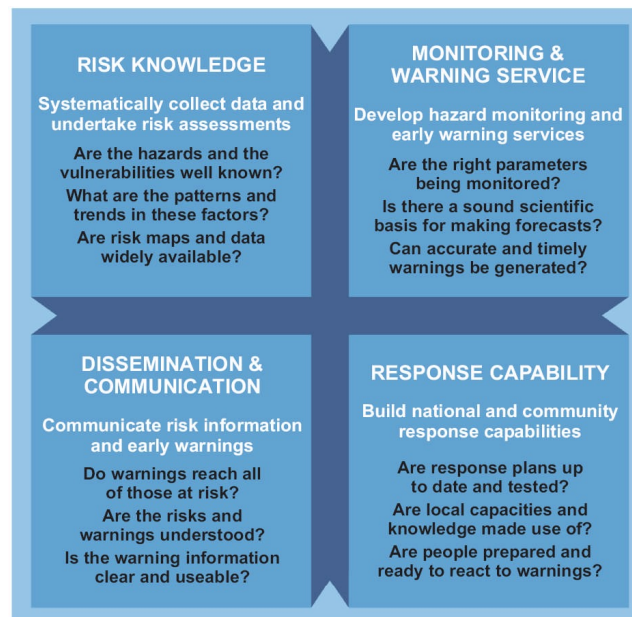 RISK KNOWLEDGE
Systematically collect data and
undertake risk assessments
Are the hazards and the
vulnerabilities well known?
What are the patterns and
trends in these factors?
Are risk maps and data
widely available?
MONITORING &
WARNING SERVICE
Develop hazard monitoring and
early warning services
Are the right parameters
being monitored?
Is there a sound scientific
basis for making forecasts?
Can accurate and timely
warnings be generated?
DISSEMINATION &
COMMUNICATION
Communicate risk information
and early warnings
Do warnings reach all
of those at risk?
Are the risks and
warnings understood?
Is the warning information
clear and useable?
RESPONSE CAPABILITY
Build national and community
response capabilities
Are response plans up
to date and tested?
Are local capacities and
knowledge made use of?
Are people prepared and
ready to react to warnings?